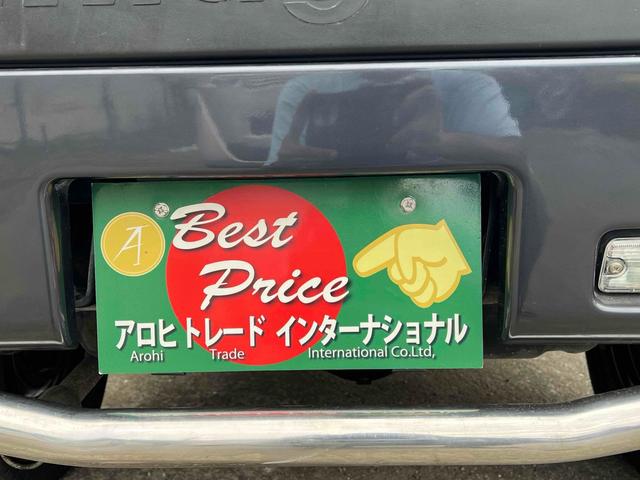 A
Best
Price
アロヒ トレード インターナショナル
Arohi Trade International Co.Ltd,